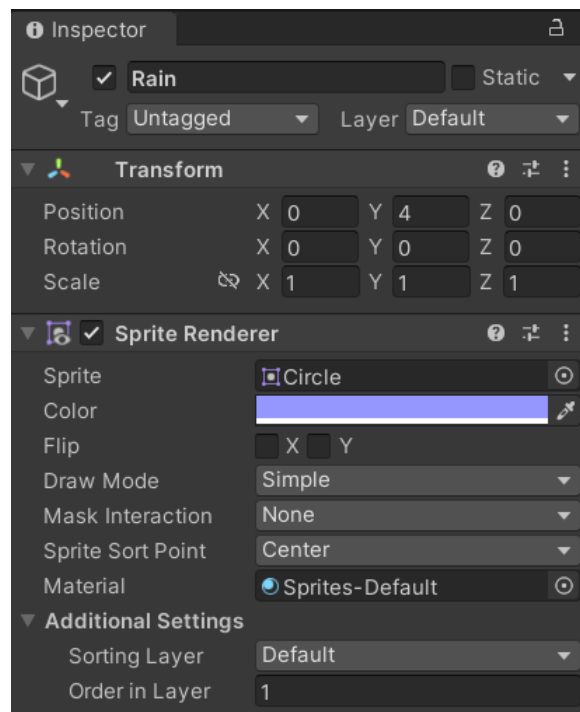 Inspector
Rain Static
Tag Untagged Layer Default
Transform
Position X 0 Y 4 Z 0
Rotation X 0 Y 0 Z 0
Scale X 1 Y 1 Z 1
Sprite Renderer
Sprite Circle
Color
Flip X Y
Draw Mode Simple
Mask Interaction None
Sprite Sort Point Center
Material Sprites-Default
Additional Settings
Sorting Layer Default
Order in Layer 1